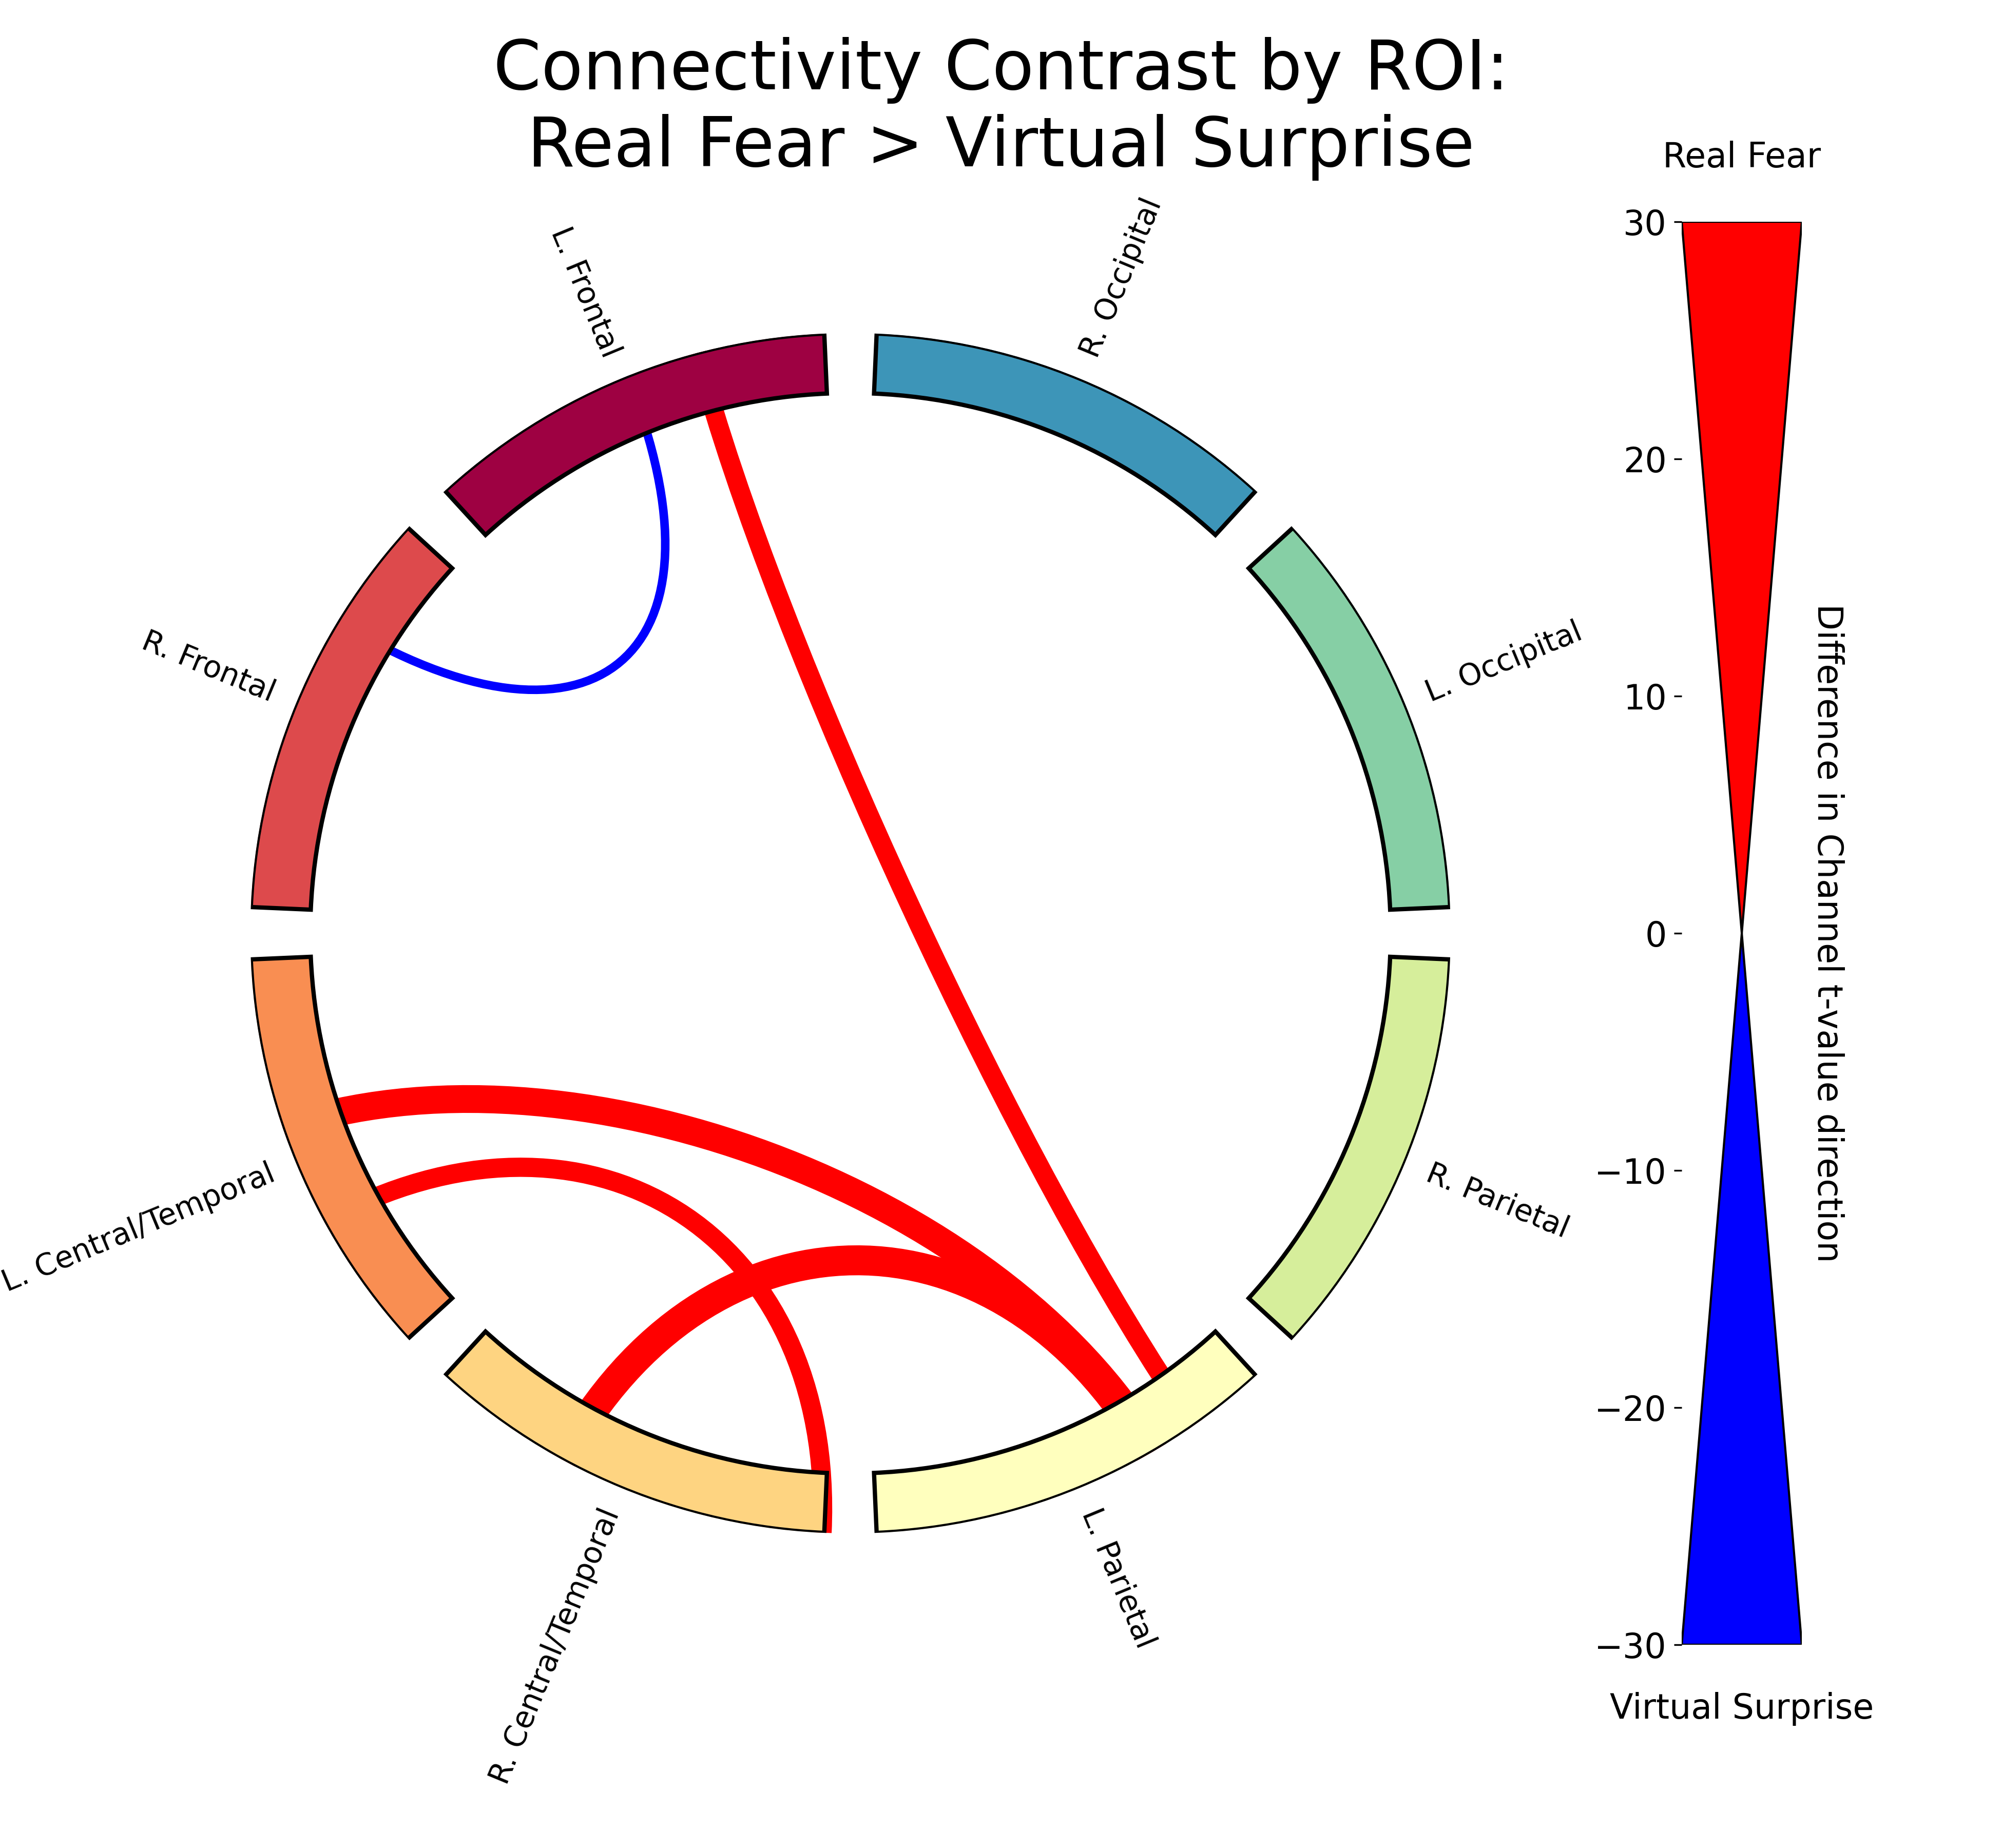 Connectivity Contrast by ROI:
Real Fear > Virtual Surprise
Real Fear
30
20
10
0
−10
−20
−30
Virtual Surprise
Difference in Channel t-value direction
L. Frontal
R. Occipital
R. Frontal
L. Occipital
L. Central/Temporal
R. Parietal
R. Central/Temporal
L. Parietal